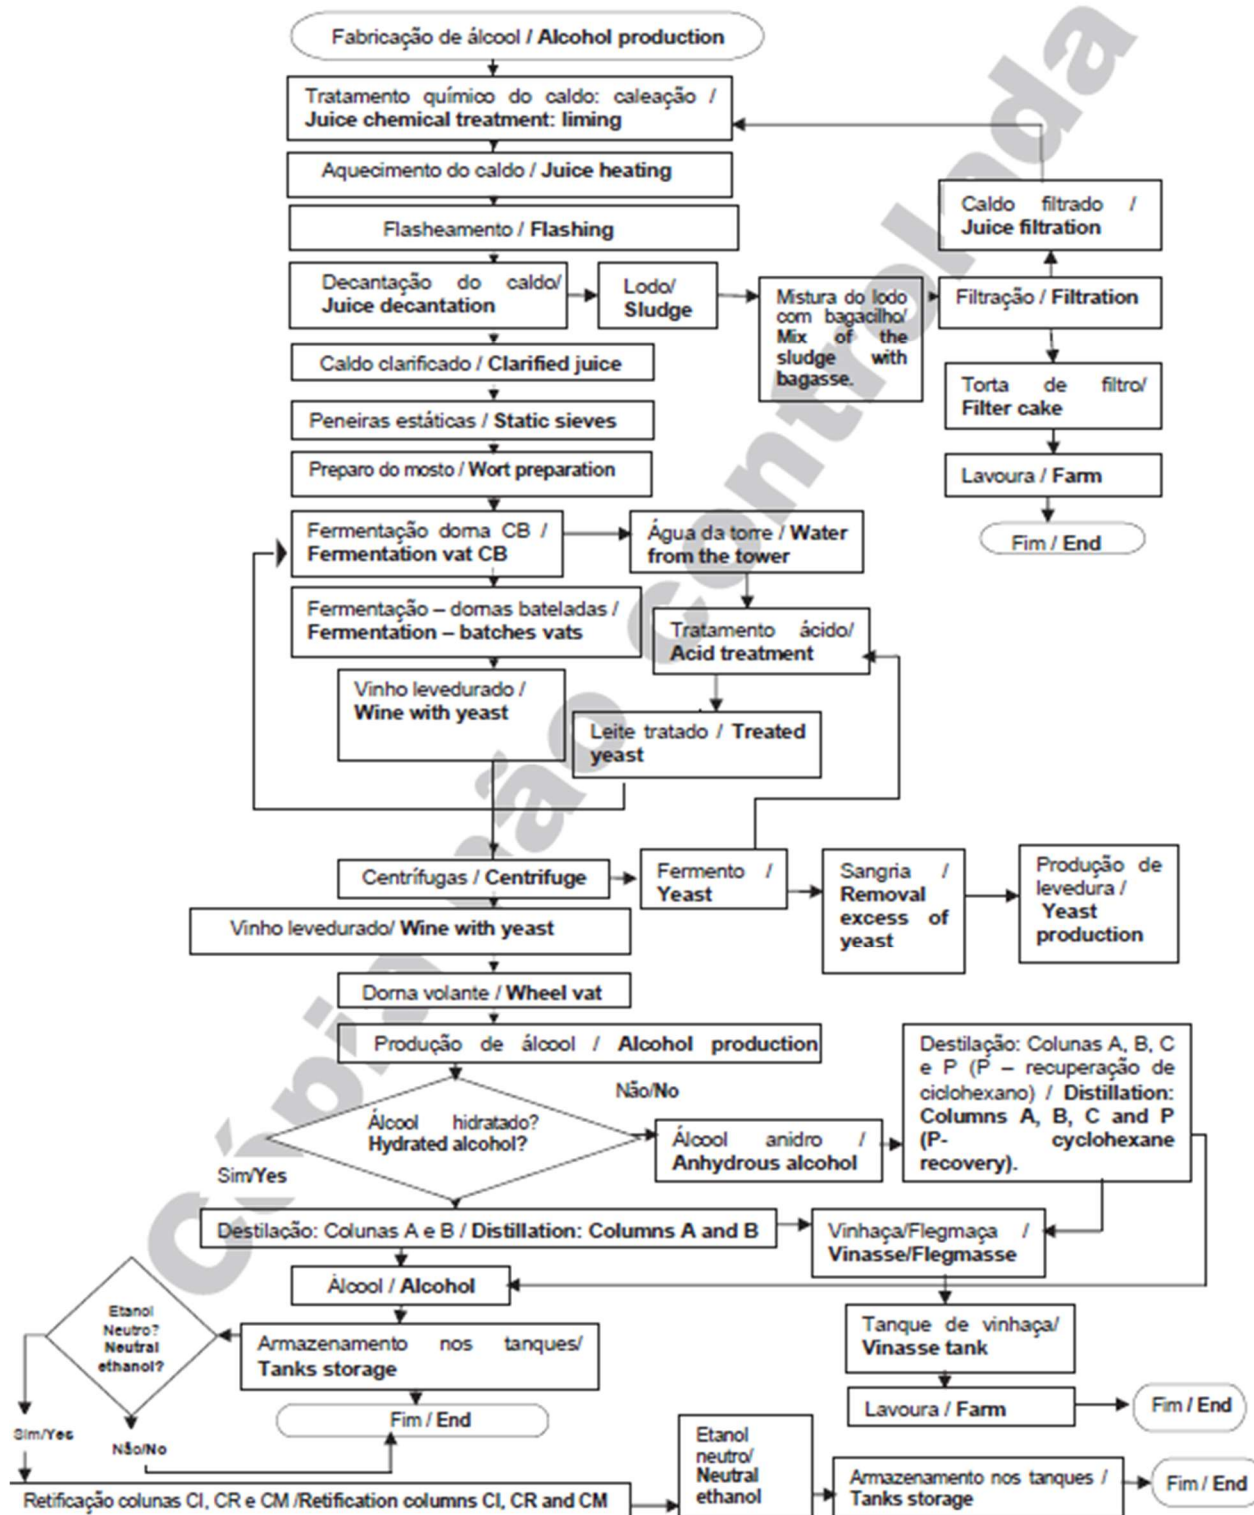 Fabricação de álcool / Alcohol production
Tratamento químico do caldo: caleação /
Juice chemical treatment: liming
Aquecimento do caldo / Juice heating
Flasheamento / Flashing
Decantação do caldo/
Juice decantation
Lodo/
Sludge
Mistura do lodo
com bagacilho/
Mix of the
sludge with
bagasse.
Filtração / Filtration
Caldo filtrado /
Juice filtration
Torta de filtro/
Filter cake
Lavoura / Farm
Fim / End
Caldo clarificado / Clarified juice
Peneiras estáticas / Static sieves
Preparo do mosto / Wort preparation
Fermentação dorna CB /
Fermentation vat CB
Água da torre / Water
from the tower
Fermentação – dornas bateladas /
Fermentation – batches vats
Tratamento ácido/
Acid treatment
Vinho levedurado /
Wine with yeast
Leite tratado / Treated
yeast
Centrífugas / Centrifuge
Fermento /
Yeast
Sangria /
Removal
excess of
yeast
Produção de
levedura /
Yeast
production
Vinho levedurado/ Wine with yeast
Dorna volante / Wheel vat
Produção de álcool / Alcohol production
Destilação: Colunas A, B, C
e P (P – recuperação de
ciclohexano) / Distillation:
Columns A, B, C and P
(P- cyclohexane
recovery).
Não/No
Álcool hidratado?
Hydrated alcohol?
Álcool anidro /
Anhydrous alcohol
Sim/Yes
Destilação: Colunas A e B / Distillation: Columns A and B
Vinhaça/Flegmaça /
Vinasse/Flegmasse
Álcool / Alcohol
Etanol
Neutro?
Neutral
ethanol?
Armazenamento nos tanques/
Tanks storage
Tanque de vinhaça/
Vinasse tank
Fim / End
Lavoura / Farm
Fim / End
Sim/Yes
Não/No
Retificação colunas CI, CR e CM /Retification columns CI, CR and CM
Etanol
neutro/
Neutral
ethanol
Armazenamento nos tanques /
Tanks storage
Fim / End
Cópia não controlada